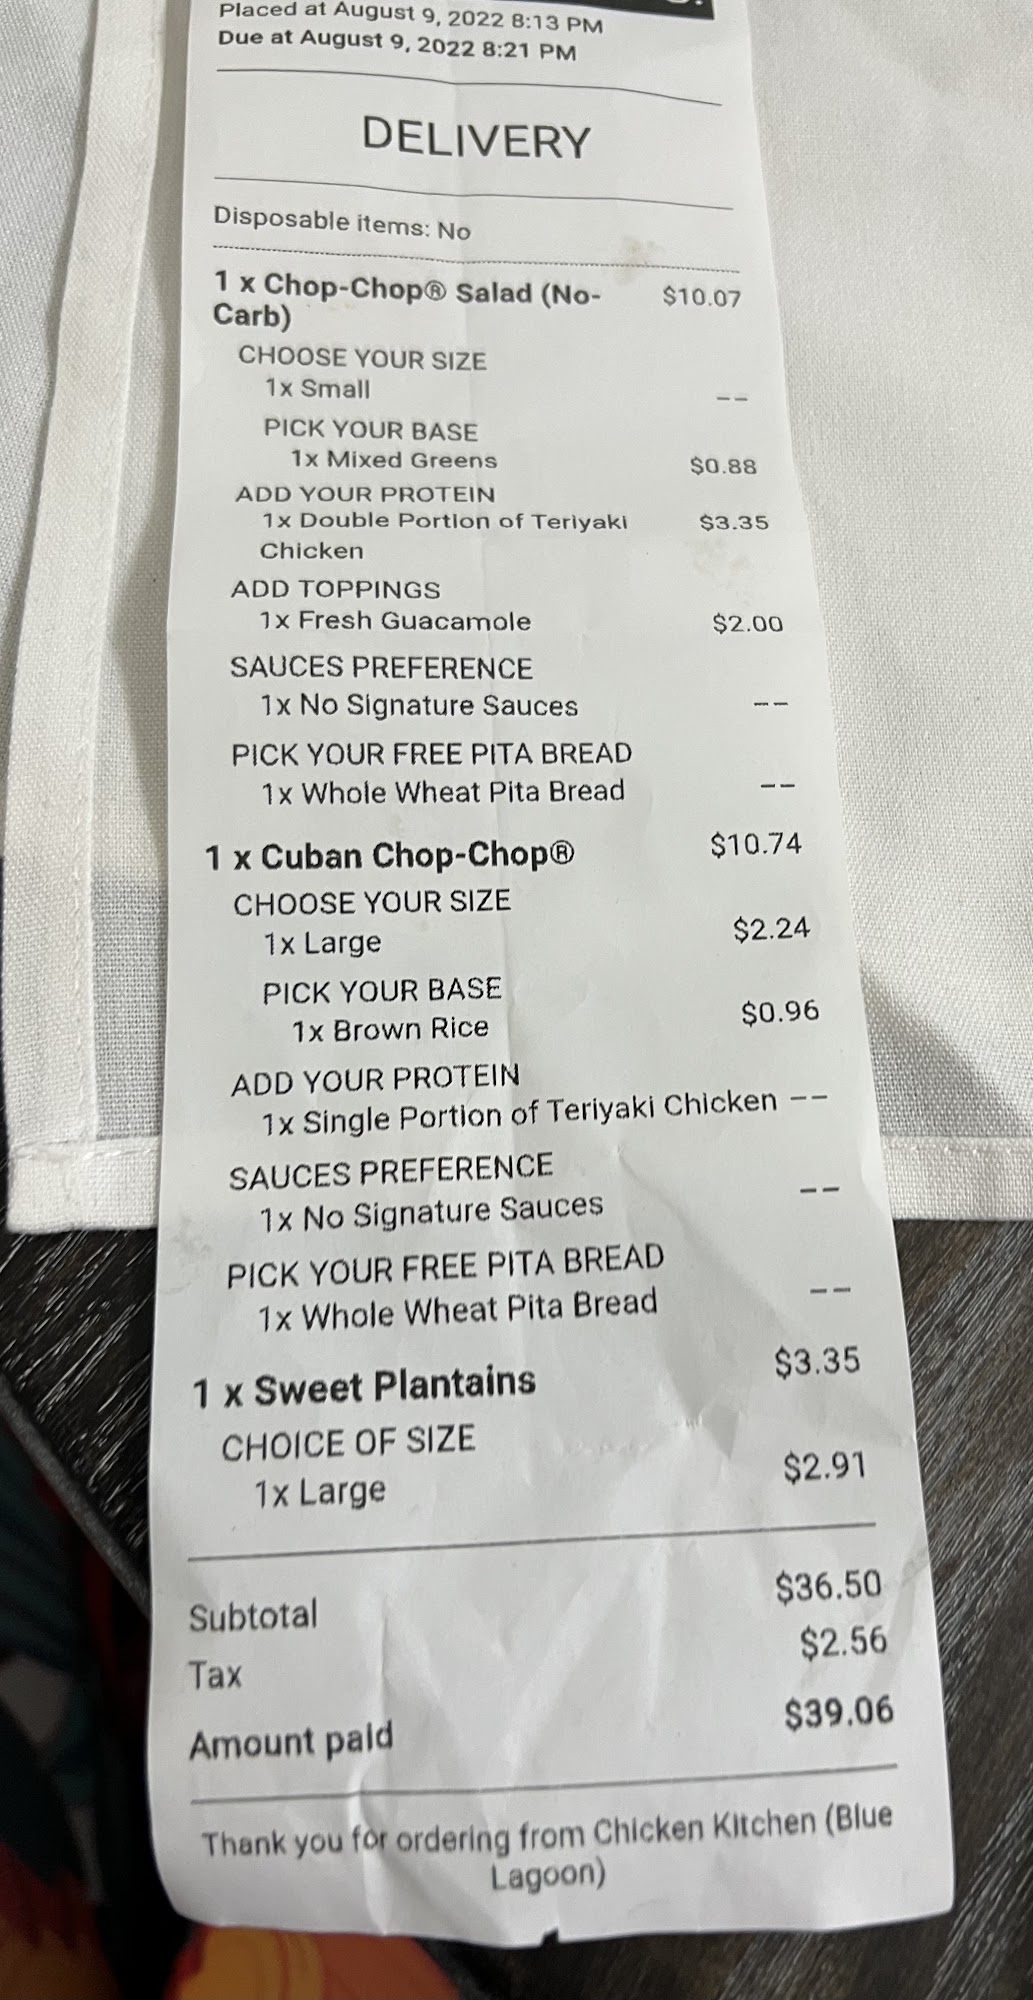 Placed at August 9, 2022 8:13 PM
Due at August 9, 2022 8:21 PM
DELIVERY
Disposable items: No
1 x Chop-Chop® Salad (No- $10.07
Carb)
CHOOSE YOUR SIZE
1x Small --
PICK YOUR BASE
1x Mixed Greens $0.88
ADD YOUR PROTEIN
1x Double Portion of Teriyaki $3.35
Chicken
ADD TOPPINGS
1x Fresh Guacamole $2.00
SAUCES PREFERENCE
1x No Signature Sauces --
PICK YOUR FREE PITA BREAD
1x Whole Wheat Pita Bread --
1 x Cuban Chop-Chop® $10.74
CHOOSE YOUR SIZE
1x Large $2.24
PICK YOUR BASE
1x Brown Rice $0.96
ADD YOUR PROTEIN
1x Single Portion of Teriyaki Chicken --
SAUCES PREFERENCE
1x No Signature Sauces --
PICK YOUR FREE PITA BREAD
1x Whole Wheat Pita Bread --
1 x Sweet Plantains $3.35
CHOICE OF SIZE
1x Large $2.91
Subtotal $36.50
Tax $2.56
Amount paid $39.06
Thank you for ordering from Chicken Kitchen (Blue
Lagoon)